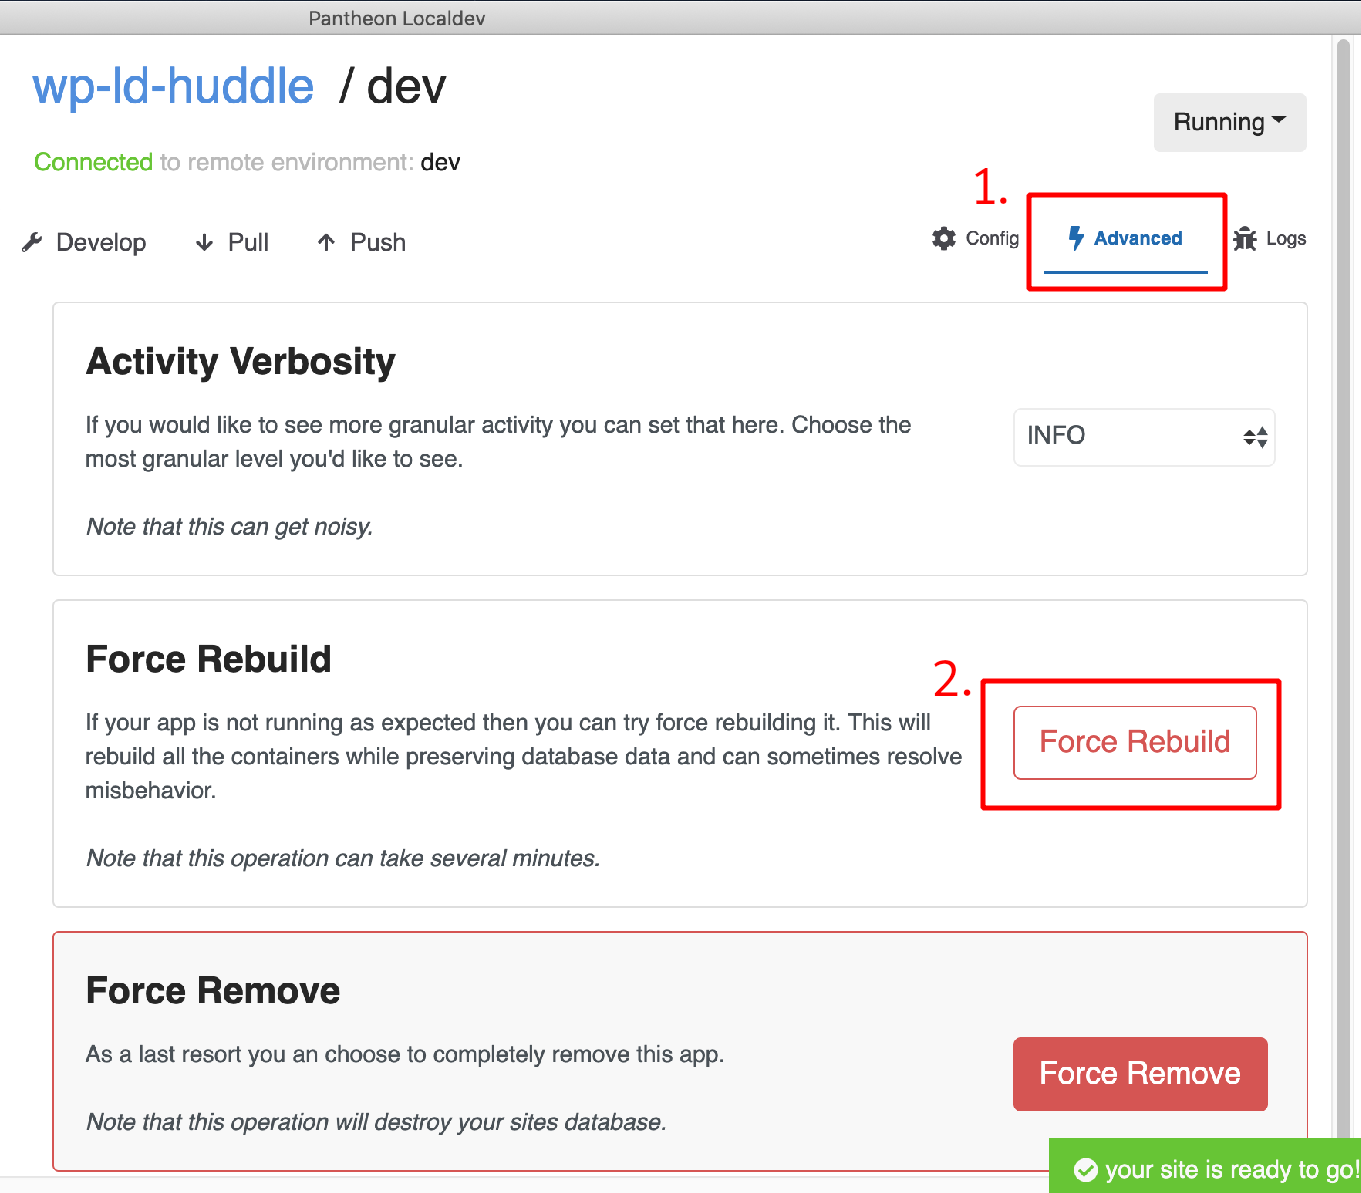 Pantheon Localdev
wp-ld-huddle / dev
Running
Connected to remote environment: dev
1.
Develop Pull Push Config Advanced Logs
Activity Verbosity
If you would like to see more granular activity you can set that here. Choose the
most granular level you'd like to see.
INFO
Note that this can get noisy.
Force Rebuild
2.
If your app is not running as expected then you can try force rebuilding it. This will
rebuild all the containers while preserving database data and can sometimes resolve
misbehavior.
Force Rebuild
Note that this operation can take several minutes.
Force Remove
As a last resort you an choose to completely remove this app.
Force Remove
Note that this operation will destroy your sites database.
your site is ready to go!